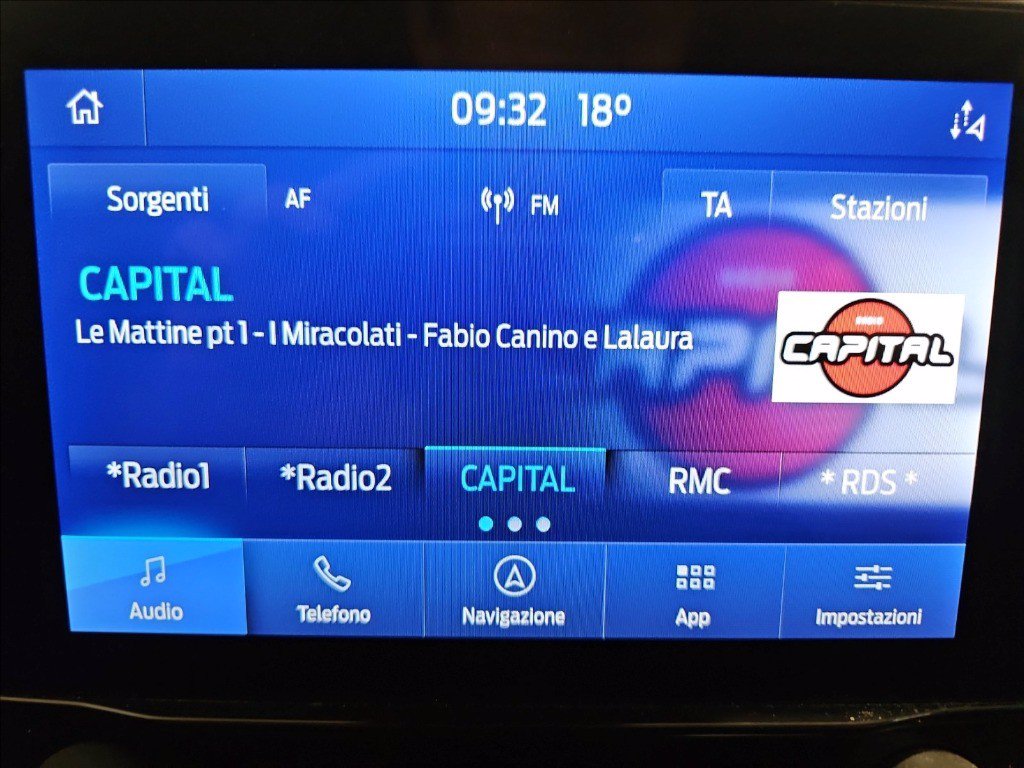 09:32 18°
Sorgenti AF FM TA Stazioni
CAPITAL
Le Mattine pt 1 - I Miracolati - Fabio Canino e Lalaura
RADIO
CAPITAL
*Radio1 *Radio2 CAPITAL RMC * RDS *
Audio Telefono Navigazione App Impostazioni